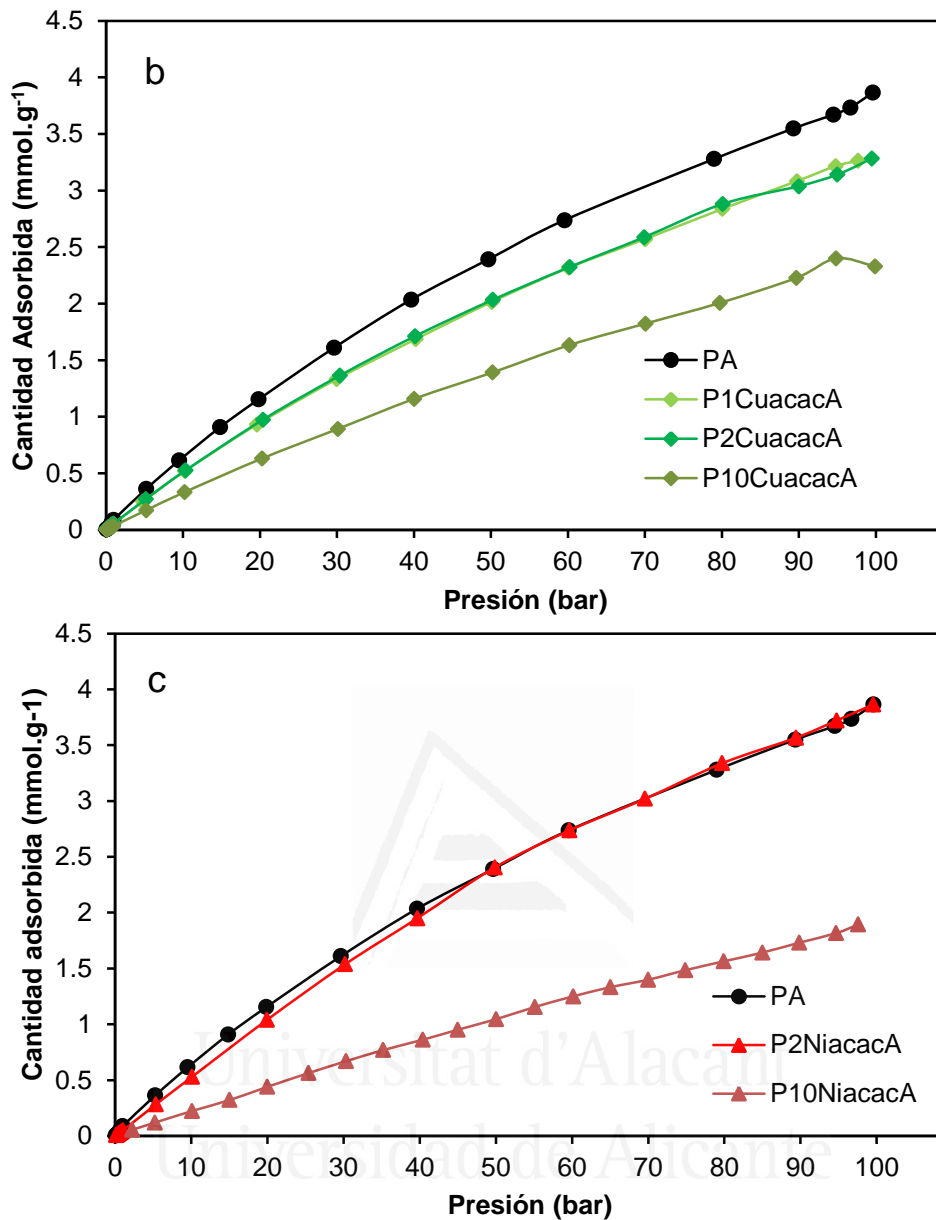 b
Cantidad Adsorbida (mmol.g-1)
4.5
4
3.5
3
2.5
2
1.5
1
0.5
0
PA
P1CuacacA
P2CuacacA
P10CuacacA
0 10 20 30 40 50 60 70 80 90 100
Presión (bar)
c
Cantidad adsorbida (mmol.g-1)
4.5
4
3.5
3
2.5
2
1.5
1
0.5
0
PA
P2NiacacA
P10NiacacA
Universitat d'Alacant
Universidad de Alicante
0 10 20 30 40 50 60 70 80 90 100
Presión (bar)